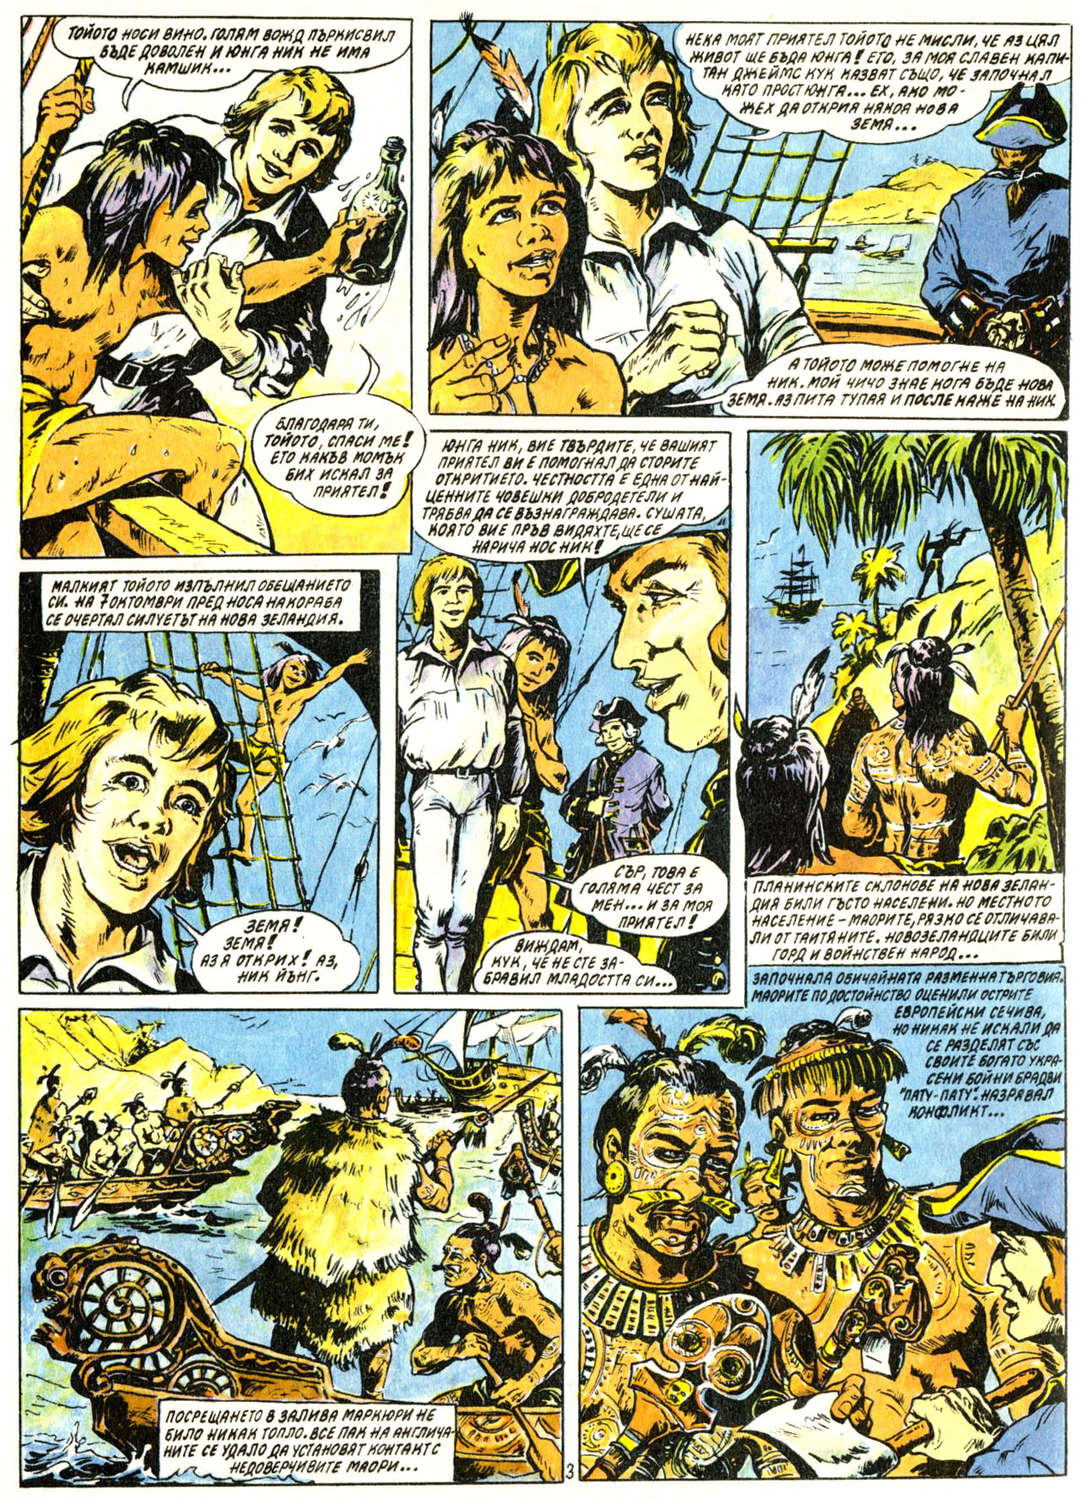 ТОЙОТО НОСИ ВИНО. ГОЛЯМ ВОЖД ПЪРКИСВИЛ
БЪДЕ ДОВОЛЕН И ЮНГА НИК НЕ ИМА
КАМШИК...
БЛАГОДАРЯ ТИ,
ТОЙОТО, СПАСИ МЕ!
ЕТО КАКЪВ МОМЪК
БИХ ИСКАЛ ЗА
ПРИЯТЕЛ!
НЕКА МОЯТ ПРИЯТЕЛ ТОЙОТО НЕ МИСЛИ, ЧЕ АЗ ЦЯЛ
ЖИВОТ ЩЕ БЪДА ЮНГА! ЕТО, ЗА МОЯ СЛАВЕН КАПИ-
ТАН ДЖЕЙМС КУК КАЗВАТ СЪЩО, ЧЕ ЗАПОЧНАЛ
КАТО ПРОСТ ЮНГА... ЕХ, АКО МО-
ЖЕХ ДА ОТКРИЯ НЯКОЯ НОВА
ЗЕМЯ...
А ТОЙОТО МОЖЕ ПОМОГНЕ НА
НИК. МОЙ ЧИЧО ЗНАЕ КОГА БЪДЕ НОВА
ЗЕМЯ. АЗ ПИТА ТУПАЯ И ПОСЛЕ КАЖЕ НА НИК
МАЛКИЯТ ТОЙОТО ИЗПЪЛНИЛ ОБЕЩАНИЕТО
СИ. НА 7 ОКТОМВРИ ПРЕД НОСА НА КОРАБА
СЕ ОЧЕРТАЛ СИЛУЕТЪТ НА НОВА ЗЕЛАНДИЯ.
ЗЕМЯ!
ЗЕМЯ!
АЗ Я ОТКРИХ! АЗ,
НИК ЙЪНГ.
ЮНГА НИК, ВИЕ ТВЪРДИТЕ, ЧЕ ВАШИЯТ
ПРИЯТЕЛ ВИ Е ПОМОГНАЛ ДА СТОРИТЕ
ОТКРИТИЕТО. ЧЕСТНОСТТА Е ЕДНА ОТ НАЙ-
ЦЕННИТЕ ЧОВЕШКИ ДОБРОДЕТЕЛИ И
ТРЯБВА ДА СЕ ВЪЗНАГРАЖДАВА. СУШАТА,
КОЯТО ВИЕ ПРЪВ ВИДЯХТЕ, ЩЕ СЕ
НАРИЧА НОС НИК!
СЪР, ТОВА Е
ГОЛЯМА ЧЕСТ ЗА
МЕН... И ЗА МОЯ
ПРИЯТЕЛ!
ВИЖДАМ,
КУК, ЧЕ НЕ СТЕ ЗА-
БРАВИЛ МЛАДОСТТА СИ...
ПЛАНИНСКИТЕ СКЛОНОВЕ НА НОВА ЗЕЛАН-
ДИЯ БИЛИ ГЪСТО НАСЕЛЕНИ. НО МЕСТНОТО
НАСЕЛЕНИЕ - МАОРИТЕ, РЯЗКО СЕ ОТЛИЧАВА-
ЛИ ОТ ТАИТЯНИТЕ. НОВОЗЕЛАНДЦИТЕ БИЛИ
ГОРД И ВОЙНСТВЕН НАРОД...
ПОСРЕЩАНЕТО В ЗАЛИВА МАРКЮРИ НЕ
БИЛО НИКАК ТОПЛО. ВСЕ ПАК НА АНГЛИЧА-
НИТЕ СЕ УДАЛО ДА УСТАНОВЯТ КОНТАКТ С
НЕДОВЕРЧИВИТЕ МАОРИ...
ЗАПОЧНАЛА ОБИЧАЙНАТА РАЗМЕННА ТЪРГОВИЯ.
МАОРИТЕ ПО ДОСТОЙНСТВО ОЦЕНИЛИ ОСТРИТЕ
ЕВРОПЕЙСКИ СЕЧИВА,
НО НИКАК НЕ ИСКАЛИ ДА
СЕ РАЗДЕЛЯТ СЪС
СВОИТЕ БОГАТО УКРА-
СЕНИ БОЙНИ БРАДВИ
"ПАТУ-ПАТУ". НАЗРЯВАЛ
КОНФЛИКТ...
3